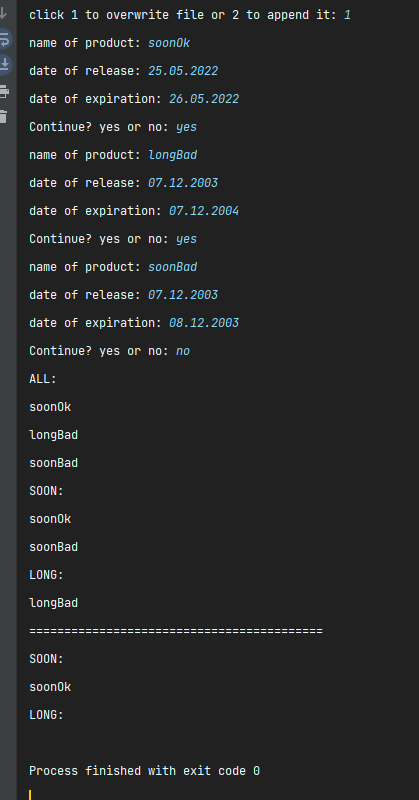 click 1 to overwrite file or 2 to append it: 1
name of product: soonOk
date of release: 25.05.2022
date of expiration: 26.05.2022
Continue? yes or no: yes
name of product: longBad
date of release: 07.12.2003
date of expiration: 07.12.2004
Continue? yes or no: yes
name of product: soonBad
date of release: 07.12.2003
date of expiration: 08.12.2003
Continue? yes or no: no
ALL:
soonOk
longBad
soonBad
SOON:
soonOk
soonBad
LONG:
longBad
==========================================
SOON:
soonOk
LONG:
Process finished with exit code 0